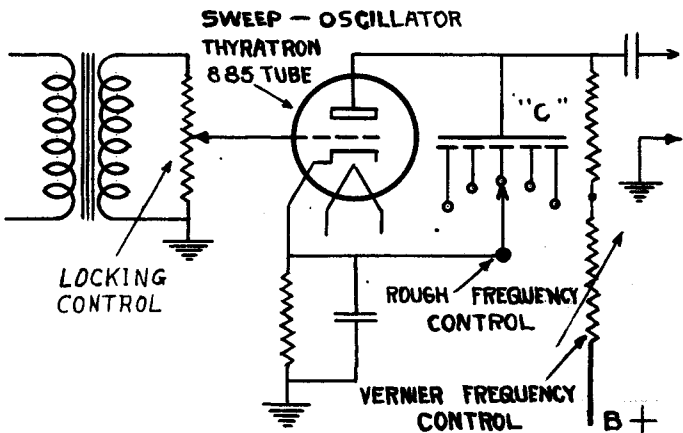 SWEEP – OSCILLATOR
THYRATRON
885 TUBE
"C"
LOCKING
CONTROL
ROUGH FREQUENCY
CONTROL
VERNIER FREQUENCY
CONTROL
B +